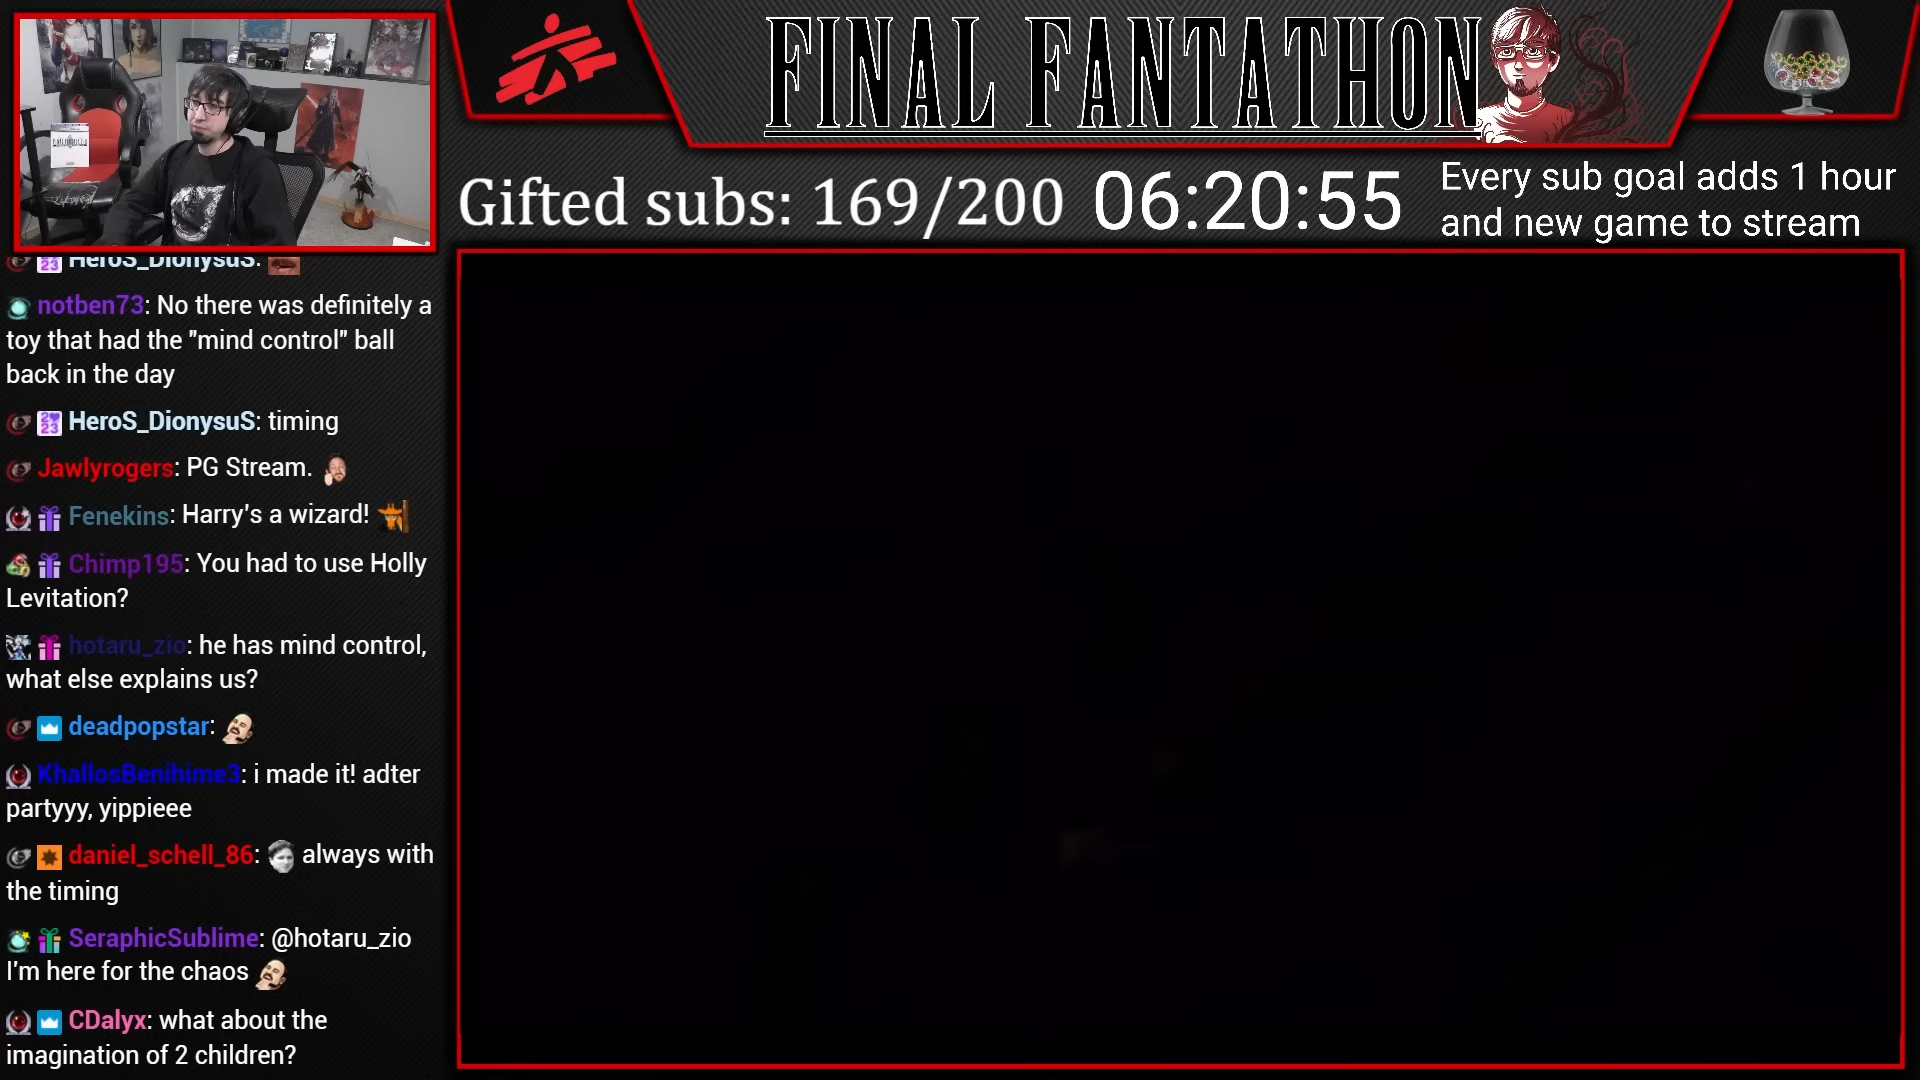 FINAL FANTATHON
Gifted subs: 169/200
06:20:55
Every sub goal adds 1 hour
and new game to stream
HeroS_DionysuS:
notben73: No there was definitely a
toy that had the "mind control" ball
back in the day
HeroS_DionysuS: timing
Jawlyrogers: PG Stream.
Fenekins: Harry's a wizard!
Chimp195: You had to use Holly
Levitation?
hotaru_zio: he has mind control,
what else explains us?
deadpopstar:
KhallosBenihime3: i made it! adter
partyyy, yippieee
daniel_schell_86: always with
the timing
SeraphicSublime: @hotaru_zio
I'm here for the chaos
CDalyx: what about the
imagination of 2 children?